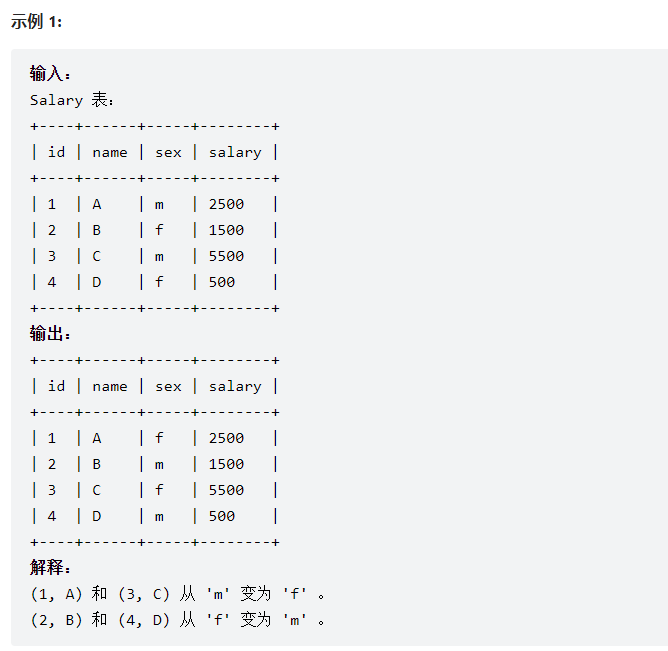 示例 1:
输入：
Salary 表：
+----+------+-----+--------+
| id | name | sex | salary |
+----+------+-----+--------+
| 1  | A    | m   | 2500   |
| 2  | B    | f   | 1500   |
| 3  | C    | m   | 5500   |
| 4  | D    | f   | 500    |
+----+------+-----+--------+
输出：
+----+------+-----+--------+
| id | name | sex | salary |
+----+------+-----+--------+
| 1  | A    | f   | 2500   |
| 2  | B    | m   | 1500   |
| 3  | C    | f   | 5500   |
| 4  | D    | m   | 500    |
+----+------+-----+--------+
解释：
(1, A) 和 (3, C) 从 'm' 变为 'f' 。
(2, B) 和 (4, D) 从 'f' 变为 'm' 。